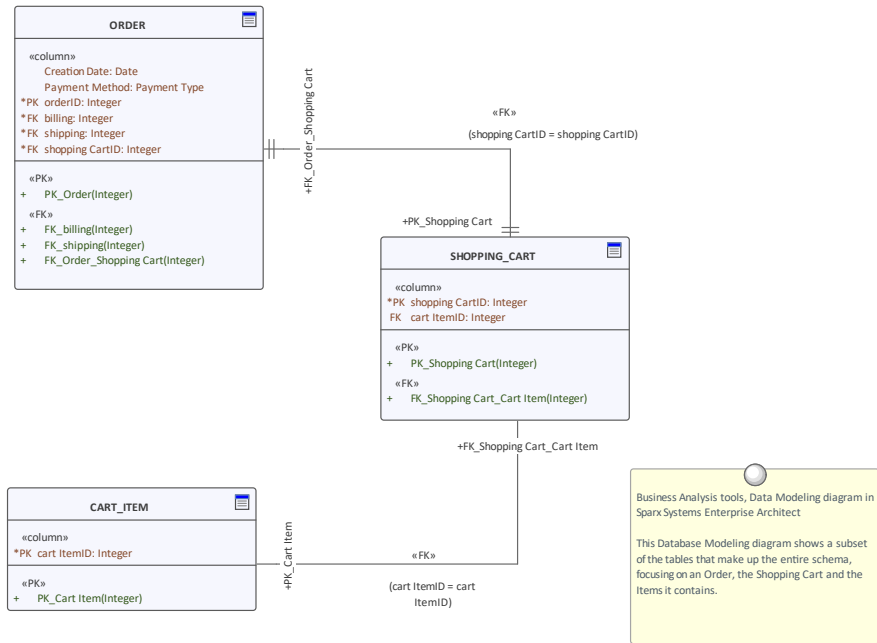 ORDER
«column»
Creation Date: Date
Payment Method: Payment Type
*PK orderID: Integer
*FK billing: Integer
*FK shipping: Integer
*FK shopping CartID: Integer
«PK»
+ PK_Order(Integer)
«FK»
+ FK_billing(Integer)
+ FK_shipping(Integer)
+ FK_Order_Shopping Cart(Integer)
+FK_Order_Shopping Cart
«FK»
(shopping CartID = shopping CartID)
+PK_Shopping Cart
SHOPPING_CART
«column»
*PK shopping CartID: Integer
FK cart ItemID: Integer
«PK»
+ PK_Shopping Cart(Integer)
«FK»
+ FK_Shopping Cart_Cart Item(Integer)
+FK_Shopping Cart_Cart Item
CART_ITEM
«column»
*PK cart ItemID: Integer
«PK»
+ PK_Cart Item(Integer)
+PK_Cart Item
«FK»
(cart ItemID = cart
ItemID)
Business Analysis tools, Data Modeling diagram in
Sparx Systems Enterprise Architect
This Database Modeling diagram shows a subset
of the tables that make up the entire schema,
focusing on an Order, the Shopping Cart and the
Items it contains.